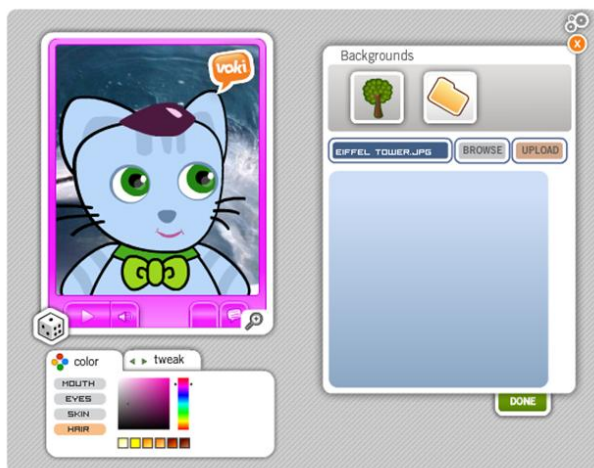 voki
Backgrounds
EIFFEL TOWER.JPG
BROWSE
UPLOAD
color
tweak
MOUTH
EYES
SKIN
HAIR
DONE
X